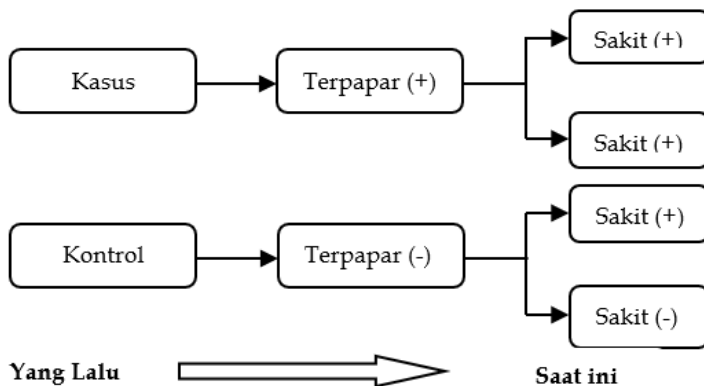 Kasus
Terpapar (+)
Sakit (+)
Sakit (+)
Kontrol
Terpapar (-)
Sakit (+)
Sakit (-)
Yang Lalu
Saat ini